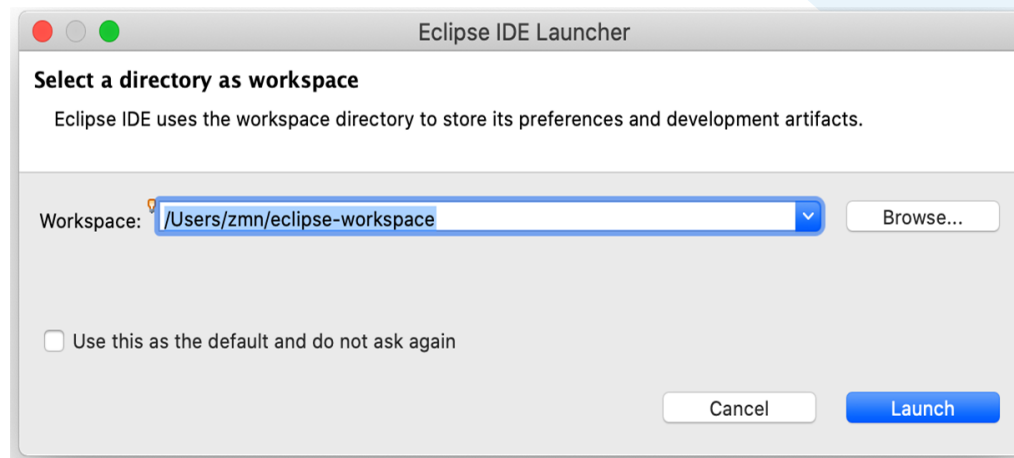 Eclipse IDE Launcher
Select a directory as workspace
Eclipse IDE uses the workspace directory to store its preferences and development artifacts.
Workspace: /Users/zmn/eclipse-workspace Browse...
Use this as the default and do not ask again
Cancel Launch